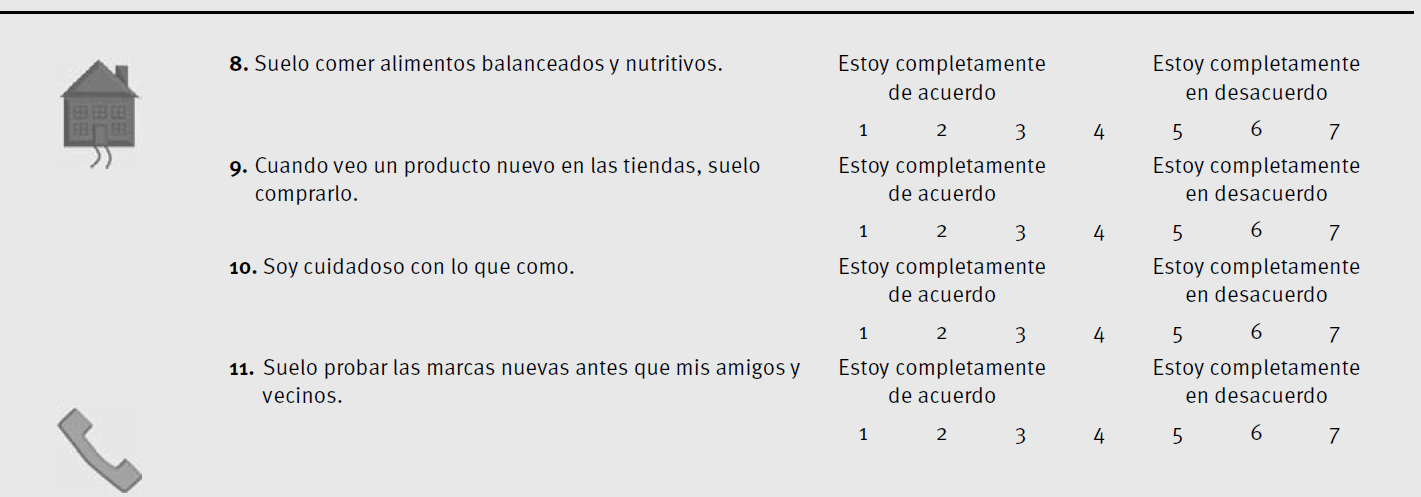 8. Suelo comer alimentos balanceados y nutritivos. Estoy completamente Estoy completamente
de acuerdo en desacuerdo
1 2 3 4 5 6 7
9. Cuando veo un producto nuevo en las tiendas, suelo Estoy completamente Estoy completamente
comprarlo. de acuerdo en desacuerdo
1 2 3 4 5 6 7
10. Soy cuidadoso con lo que como. Estoy completamente Estoy completamente
de acuerdo en desacuerdo
1 2 3 4 5 6 7
11. Suelo probar las marcas nuevas antes que mis amigos y Estoy completamente Estoy completamente
vecinos. de acuerdo en desacuerdo
1 2 3 4 5 6 7